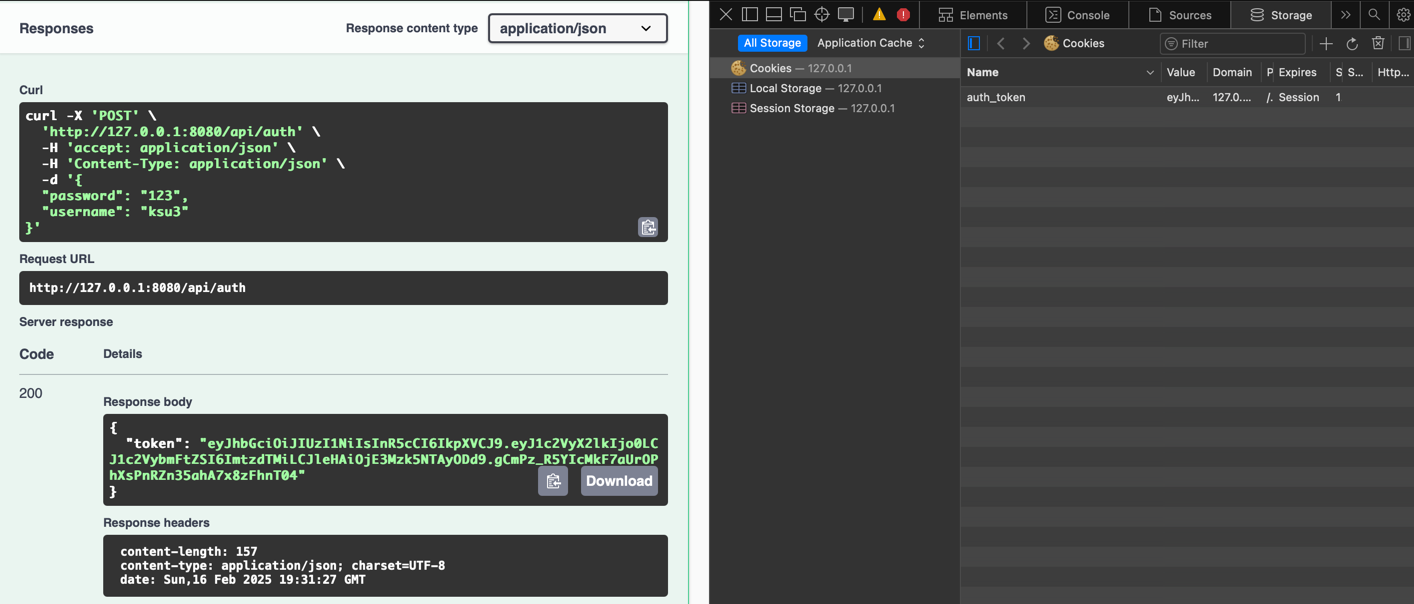 Responses
Response content type
application/json
Curl
curl -X 'POST' \
'http://127.0.0.1:8080/api/auth' \
-H 'accept: application/json' \
-H 'Content-Type: application/json' \
-d '{
"password": "123",
"username": "ksu3"
}'
Request URL
http://127.0.0.1:8080/api/auth
Server response
Code Details
200
Response body
{
"token": "eyJhbGciOiJIUzI1NiIsInR5cCI6IkpXVCJ9.eyJ1c2VyX2lkIjo0LC
J1c2VybmFtZSI6ImtzdTMiLCJleHAiOjE3Mzk5NTAyODd9.gCmPz_R5YIcMkF7aUrOP
hXsPnRZn35ahA7x8zFhnT04"
}
Download
Response headers
content-length: 157
content-type: application/json; charset=UTF-8
date: Sun,16 Feb 2025 19:31:27 GMT
Elements Console Sources Storage
All Storage Application Cache Cookies Filter
Cookies — 127.0.0.1
Local Storage — 127.0.0.1
Session Storage — 127.0.0.1
Name Value Domain P Expires S S... Http...
auth_token eyJh... 127.0.... /. Session 1